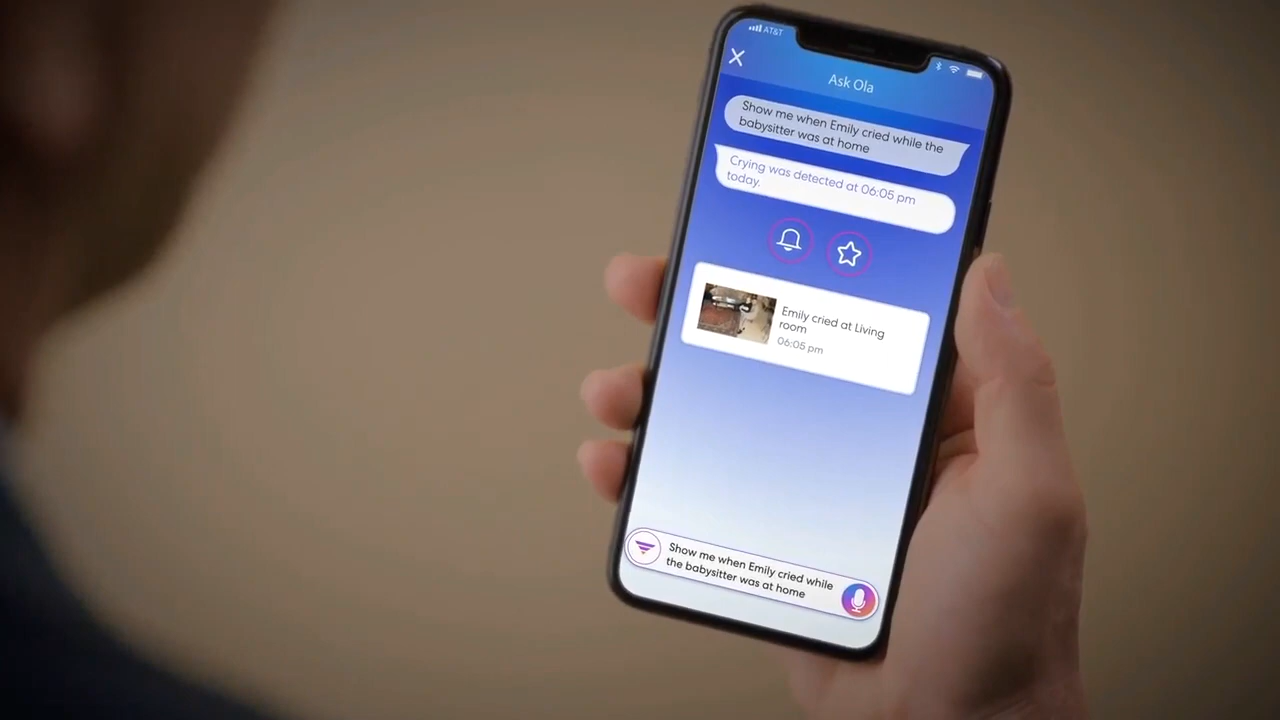 AT&T
Ask Ola
Show me when Emily cried while the
babysitter was at home
Crying was detected at 06:05 pm
today.
Emily cried at Living
room
06:05 pm
Show me when Emily cried while
the babysitter was at home